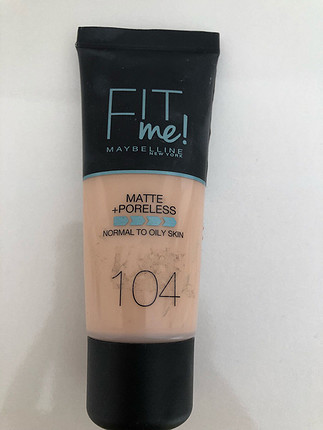 FIT
me!
MAYBELLINE
NEW YORK
MATTE
+PORELESS
NORMAL TO OILY SKIN
104